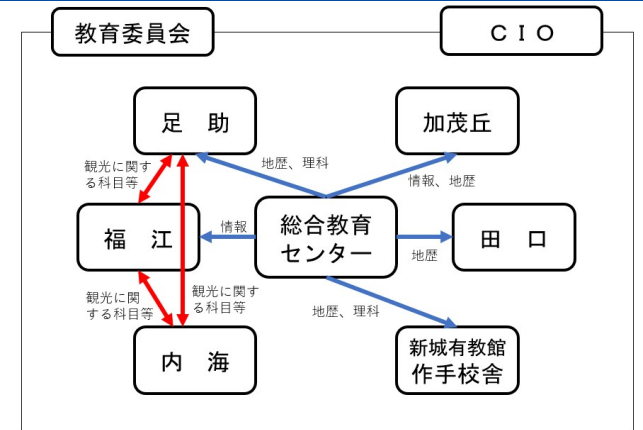 教育委員会
ＣＩＯ
足　助
加茂丘
観光に関す
る科目等
地歴、理科
情報、地歴
福　江
情報
総合教育
センター
地歴
田　口
観光に関
する科目等
観光に関す
る科目等
地歴、理科
内　海
新城有教館
作手校舎